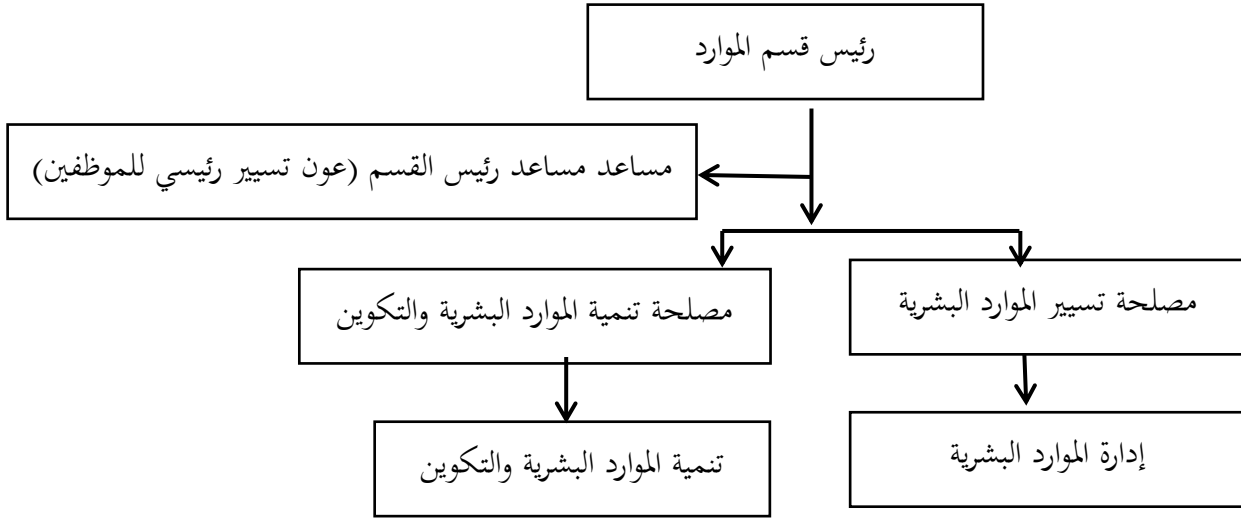 رئيس قسم الموارد
مساعد مساعد رئيس القسم (عون تسيير رئيسي للموظفين)
مصلحة تسيير الموارد البشرية
مصلحة تنمية الموارد البشرية والتكوين
إدارة الموارد البشرية
تنمية الموارد البشرية والتكوين